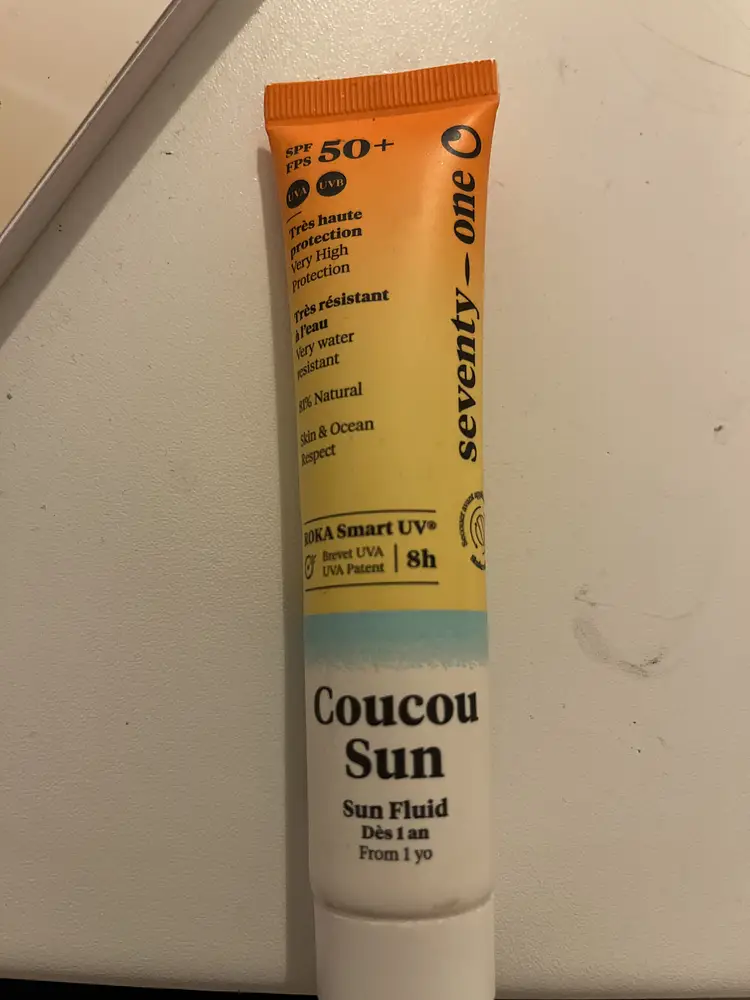 SPF
FPS 50+
UVA UVB
Très haute
protection
Very High
Protection
Très résistant
à l'eau
Very water
resistant
81% Natural
Skin & Ocean
Respect
seventy—one
ROKA Smart UV®
Brevet UVA
UVA Patent
8h
Coucou
Sun
Sun Fluid
Dès 1 an
From 1 yo